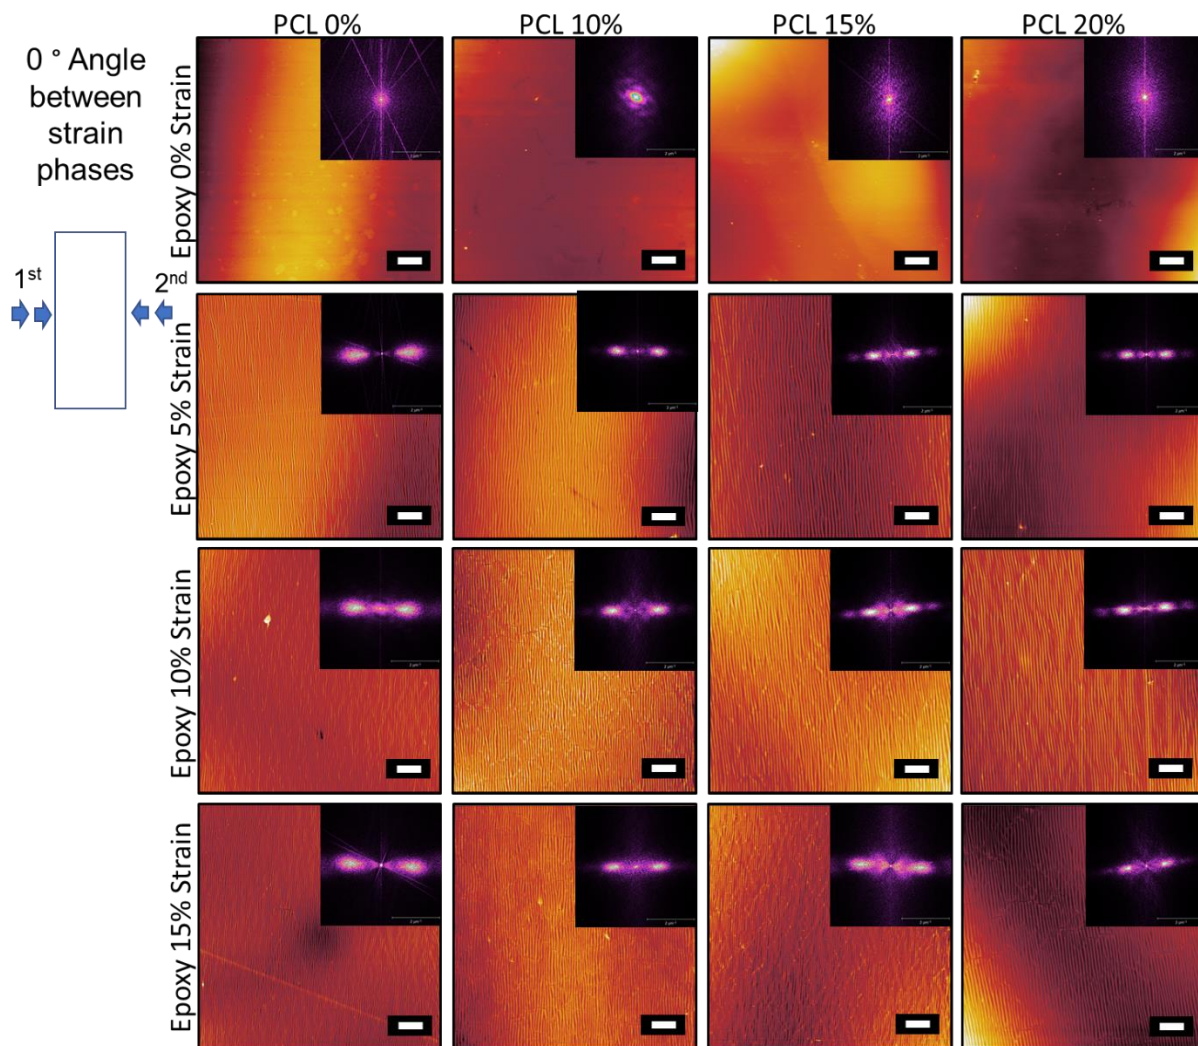 PCL 0%
PCL 10%
PCL 15%
PCL 20%
0 ° Angle
between
strain
phases
1st
2nd
Epoxy 0% Strain
Epoxy 5% Strain
Epoxy 10% Strain
Epoxy 15% Strain